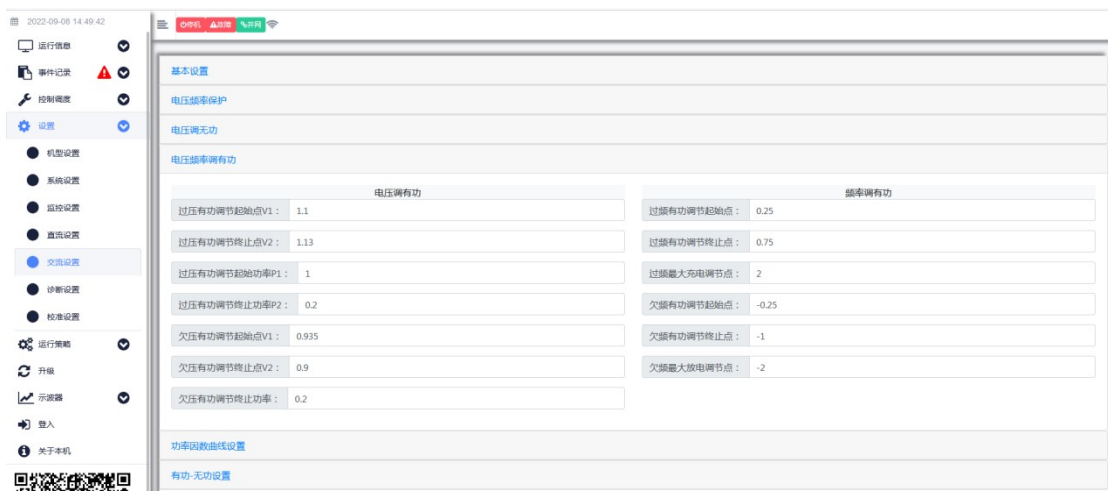 2022-09-08 14:49:42
停机 故障 并网
运行信息
事件记录
控制调度
设置
机型设置
系统设置
监控设置
直流设置
交流设置
诊断设置
校准设置
运行策略
升级
示波器
登入
关于本机
基本设置
电压频率保护
电压调无功
电压频率调有功
电压调有功
过压有功调节起始点V1： 1.1
过压有功调节终止点V2： 1.13
过压有功调节起始功率P1： 1
过压有功调节终止功率P2： 0.2
欠压有功调节起始点V1： 0.935
欠压有功调节终止点V2： 0.9
欠压有功调节终止功率： 0.2
频率调有功
过频有功调节起始点： 0.25
过频有功调节终止点： 0.75
过频最大充电调节点： 2
欠频有功调节起始点： -0.25
欠频有功调节终止点： -1
欠频最大放电调节点： -2
功率因数曲线设置
有功-无功设置